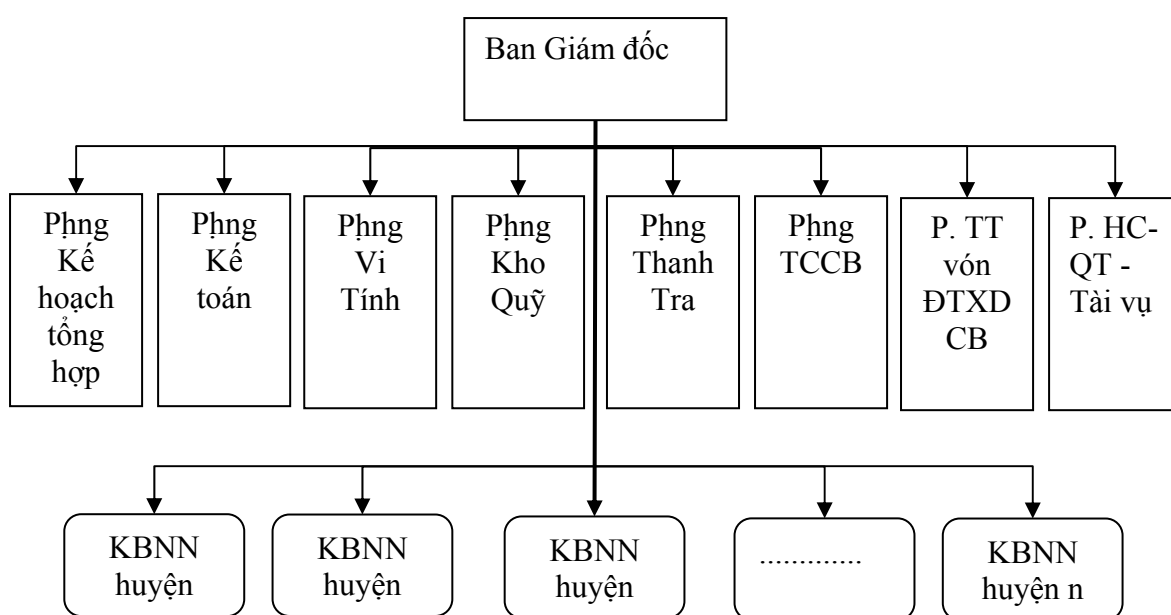 Ban Giám đốc
Phng
Kế
hoạch
tổng
hợp
Phng
Kế
toán
Phng
Vi
Tính
Phng
Kho
Quỹ
Phng
Thanh
Tra
Phng
TCCB
P. TT
vón
ĐTXD
CB
P. HC-
QT -
Tài vụ
KBNN
huyện
KBNN
huyện
KBNN
huyện
.............
KBNN
huyện n